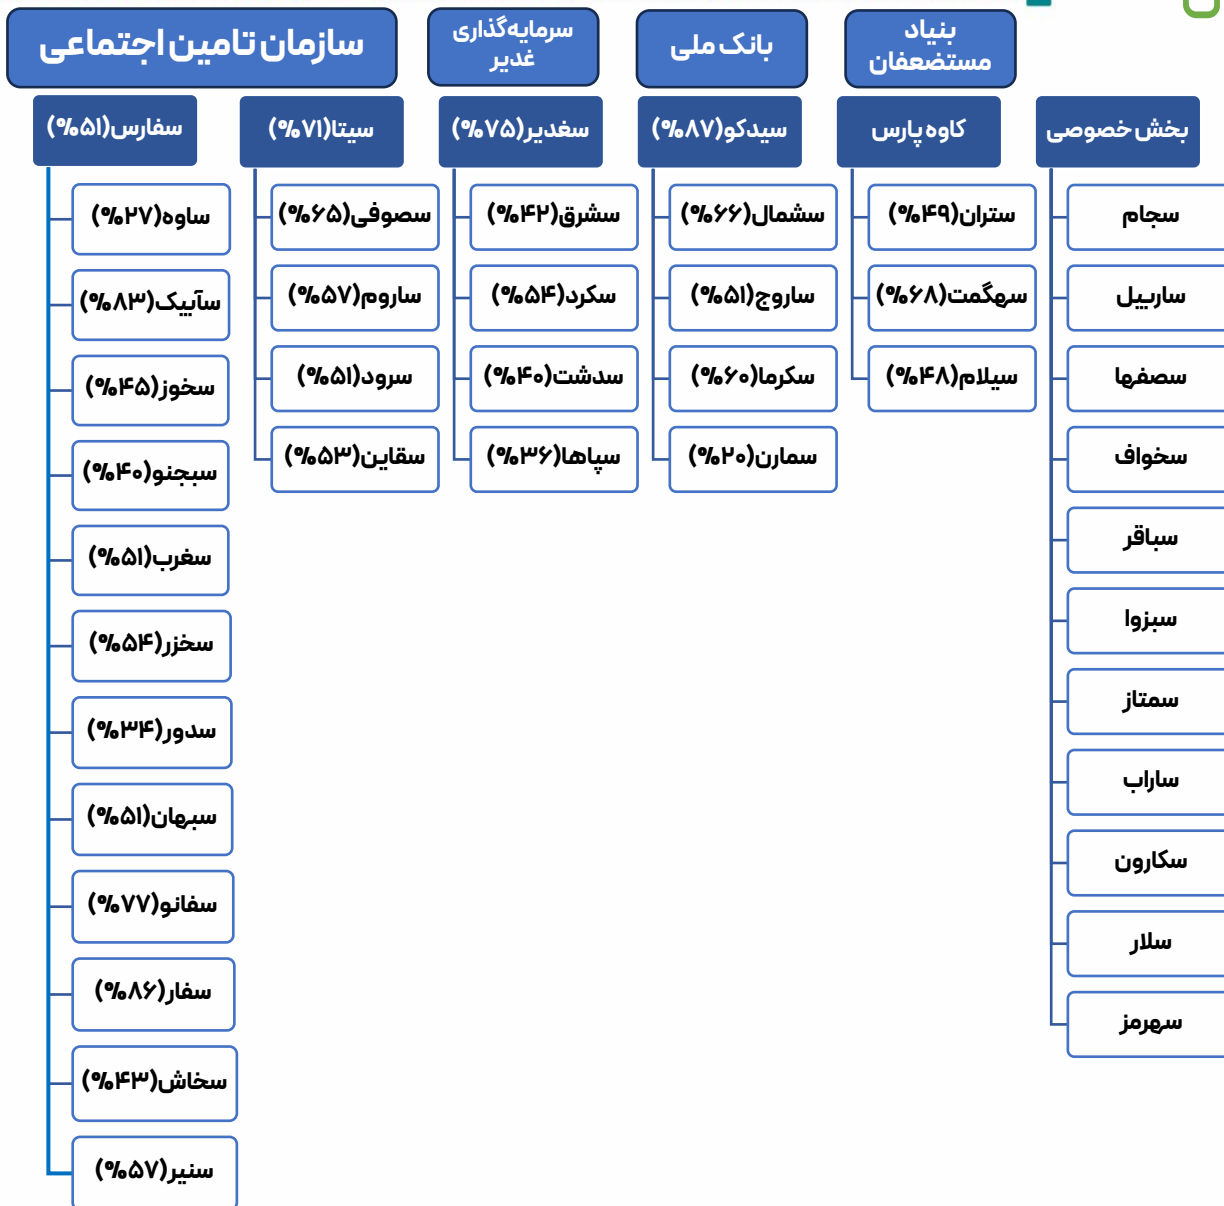 بنیاد
مستضعفان
بانک ملی
سرمایه‌گذاری
غدیر
سازمان تامین اجتماعی
بخش خصوصی
کاوه پارس
سیدکو(۸۷%)
سغدیر(۷۵%)
سیتا(۷۱%)
سفارس(۵۱%)
سجام
ساربیل
سصفها
سخواف
سباقر
سبزوا
سمتاز
ساراب
سکارون
سلار
سهرمز
ستران(۴۹%)
سهگمت(۶۸%)
سیلام(۴۸%)
سشمال(۶۶%)
ساروج(۵۱%)
سکرما(۶۰%)
سمارن(۲۰%)
سشرق(۴۲%)
سکرد(۵۴%)
سدشت(۴۰%)
سپاها(۳۶%)
سصوفی(۶۵%)
ساروم(۵۷%)
سرود(۵۱%)
سقاین(۵۳%)
ساوه(۲۷%)
سآبیک(۸۳%)
سخوز(۴۵%)
سبجنو(۴۰%)
سغرب(۵۱%)
سخزر(۵۴%)
سدور(۳۴%)
سبهان(۵۱%)
سفانو(۷۷%)
سفار(۸۶%)
سخاش(۴۳%)
سنیر(۵۷%)